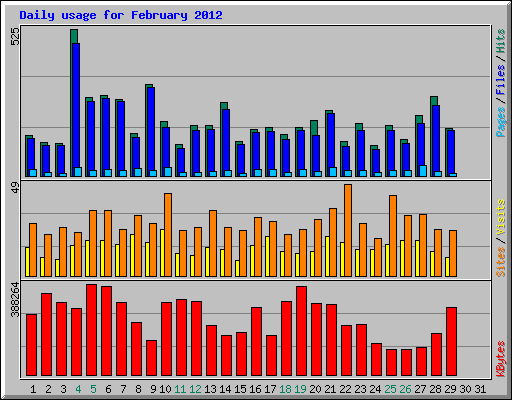 Daily usage for February 2012
525
Pages / Files / Hits
49
Sites / Visits
388264
KBytes
1 2 3 4 5 6 7 8 9 10 11 12 13 14 15 16 17 18 19 20 21 22 23 24 25 26 27 28 29 30 31